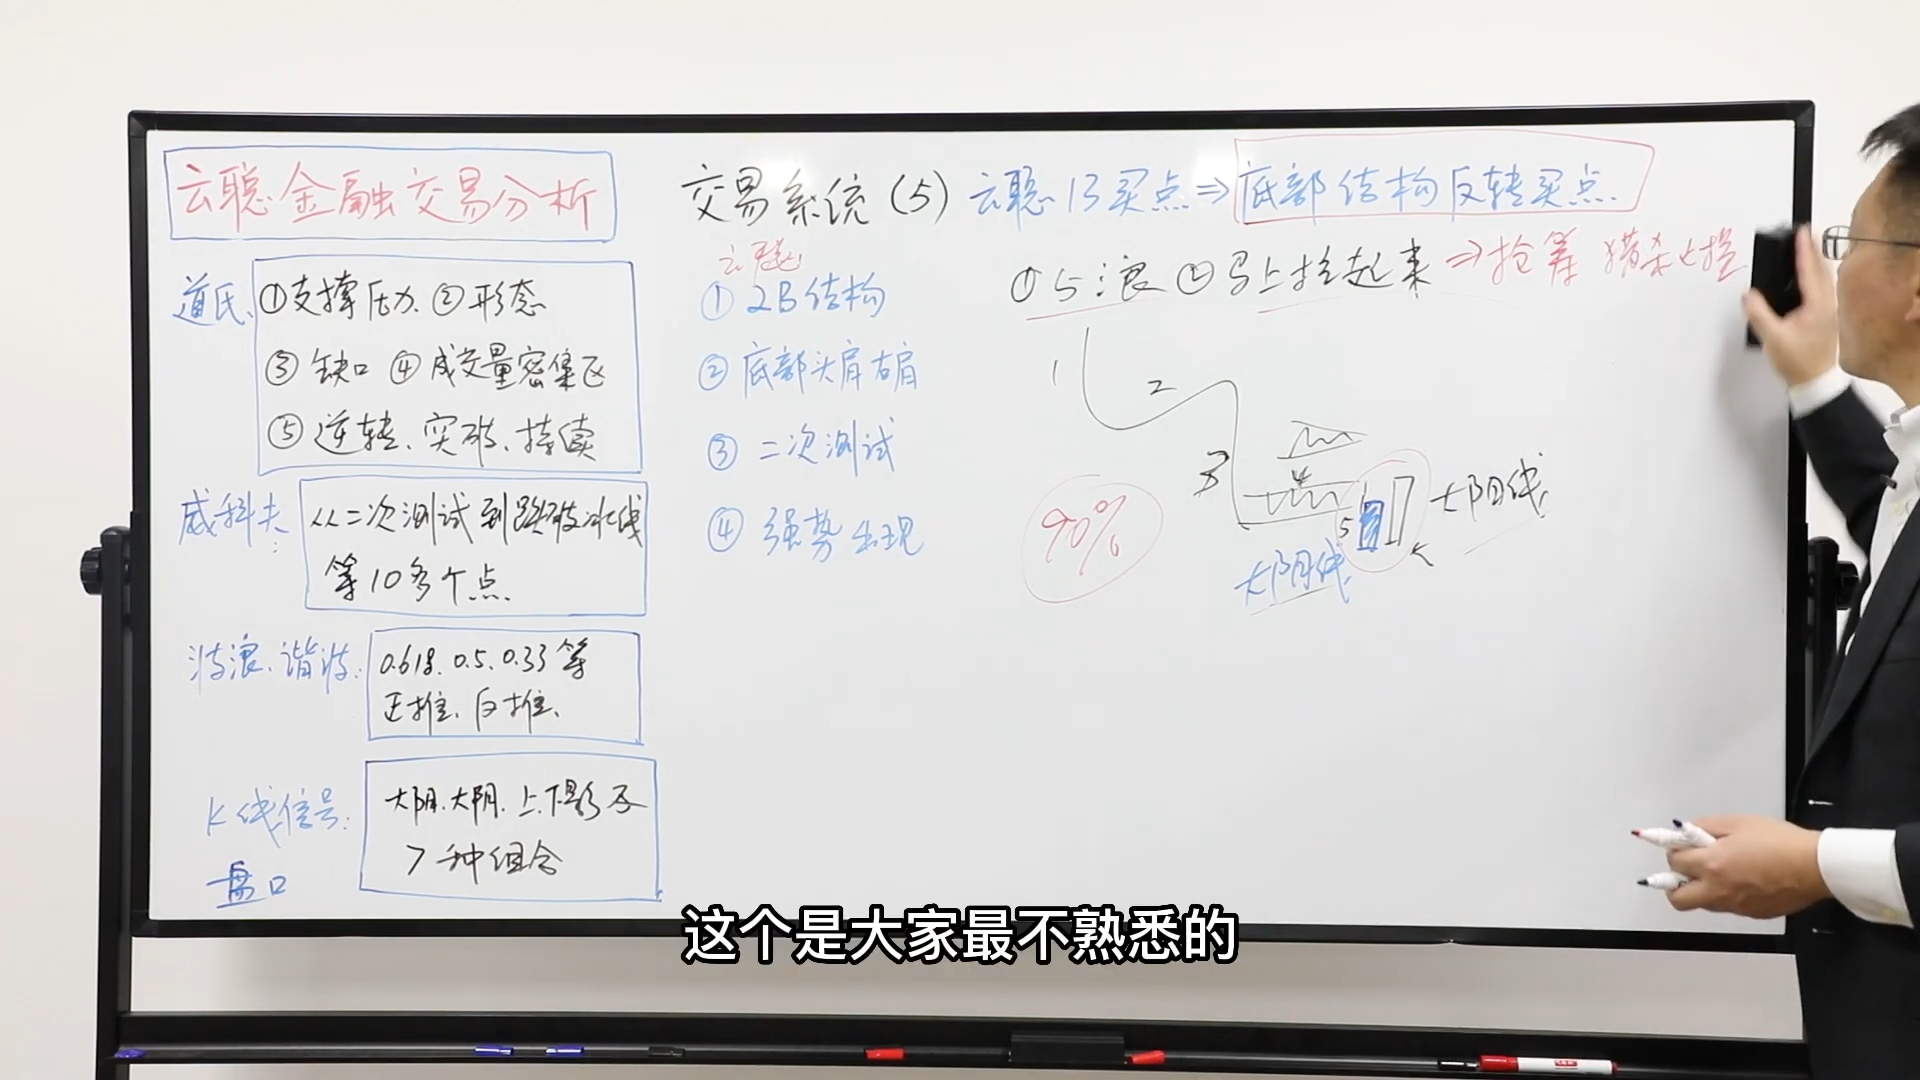 云聪金融交易分析
道氏、①支撑压力、②形态
③缺口 ④成交量密集区
⑤逆转、突破、持续
威科夫: 从二次测试到跌破冰线
等10多个点、
波浪、谐波: 0.618、0.5、0.33等
正推、反推、
K线信号: 大阴、大阴、上、下影子
7种组合
盘口
交易系统（5）云聪13买点⇒底部结构反转买点.
云聪
①2B结构
②底部头肩右肩
③二次测试
④强势出现
①5浪②马上拉起来⇒抢筹 猎杀
1
2
3
4
5
90%
大阳线
大阴线
这个是大家最不熟悉的